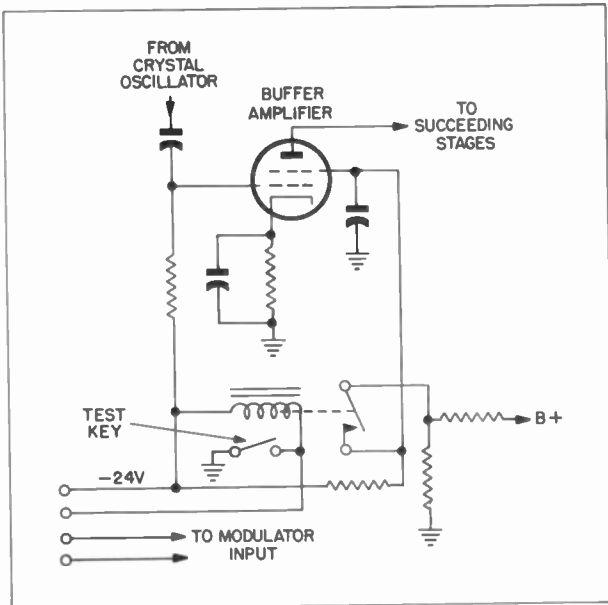 FROM
CRYSTAL
OSCILLATOR
BUFFER
AMPLIFIER
TO
SUCCEEDING
STAGES
TEST
KEY
B+
-24V
TO MODULATOR
INPUT